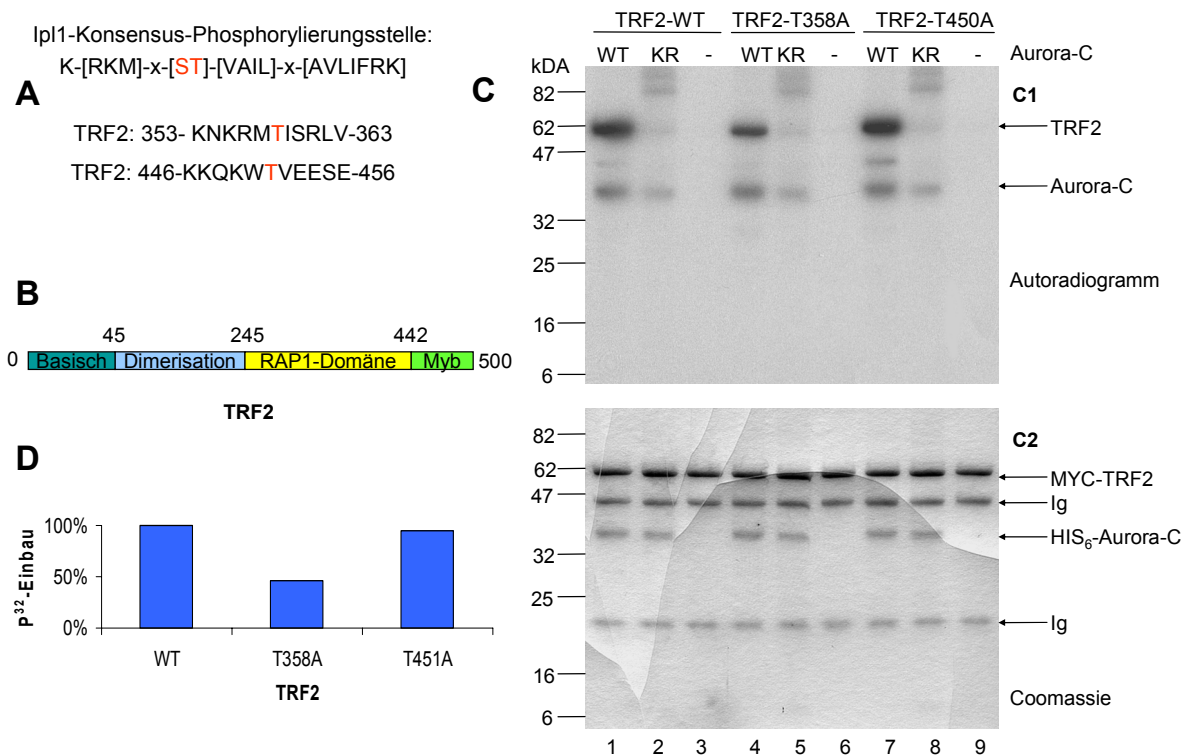 Ipl1-Konsensus-Phosphorylierungsstelle:
K-[RKM]-x-[ST]-[VAIL]-x-[AVLIFRK]
A
TRF2: 353- KNKRMTISRLV-363
TRF2: 446-KKQKWTVEESE-456
B
45 245 442
0 Basisch Dimerisation RAP1-Domäne Myb 500
TRF2
D
P32-Einbau
100%
50%
0%
WT T358A T451A
TRF2
C
TRF2-WT TRF2-T358A TRF2-T450A
WT KR - WT KR - WT KR - Aurora-C
kDA
C1
82
62
47
32
25
16
6
TRF2
Aurora-C
Autoradiogramm
C2
82
62
47
32
25
16
6
MYC-TRF2
Ig
HIS6-Aurora-C
Ig
Coomassie
1 2 3 4 5 6 7 8 9